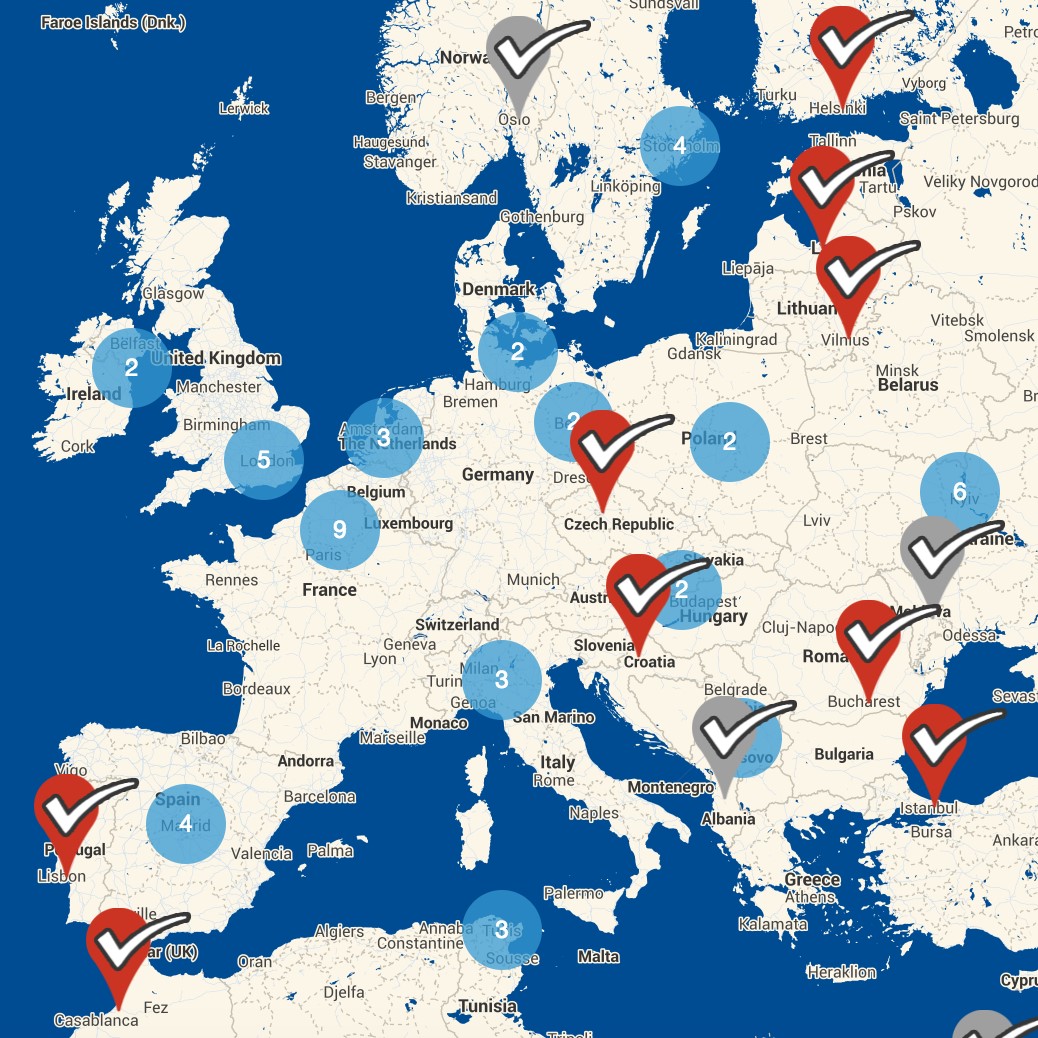 Sundsvall
Faroe Islands (Dnk.)
Norwa
Bergen
Vyborg
Turku
Helsinki
Lerwick
Oslo
Saint Petersburg
Haugesund
Stavanger
4
Stockholm
Tallinn
Tartu
Linköping
Veliky Novgorod
Kristiansand
Gothenburg
Pskov
Liepāja
Glasgow
Denmark
Lithuan
Vitebsk
Smolensk
Kaliningrad
Vilnius
Gdańsk
Belfast
2
United Kingdom
2
Minsk
Belarus
Hamburg
Bremen
Ireland
Manchester
Birmingham
Amsterdam
3
The Netherlands
2
Poland
2
Brest
Cork
London
5
Germany
Dres
Belgium
6
Kyiv
Luxembourg
9
Paris
Czech Republic
Lviv
raine
Rennes
France
Munich
Slovakia
2
Austr
Budapest
Hungary
Moldova
Switzerland
Cluj-Napo
Odessa
La Rochelle
Geneva
Lyon
Slovenia
Croatia
Roma
Milan
3
Turin
Genoa
Bordeaux
Belgrade
Bucharest
Sevast
Monaco
San Marino
Bilbao
Marseille
Andorra
Italy
Rome
sovo
Bulgaria
Vigo
Montenegro
Spain
Barcelona
Naples
Albania
Istanbul
4
Madrid
Bursa
Ankara
Portugal
Valencia
Palma
Lisbon
Greece
Athens
Palermo
ville
Kalamata
Algiers
Annaba
Tunis
3
Constantine
ar (UK)
Oran
Sousse
Malta
Heraklion
Cypru
Djelfa
Fez
Tunisia
Casablanca
Tripoli